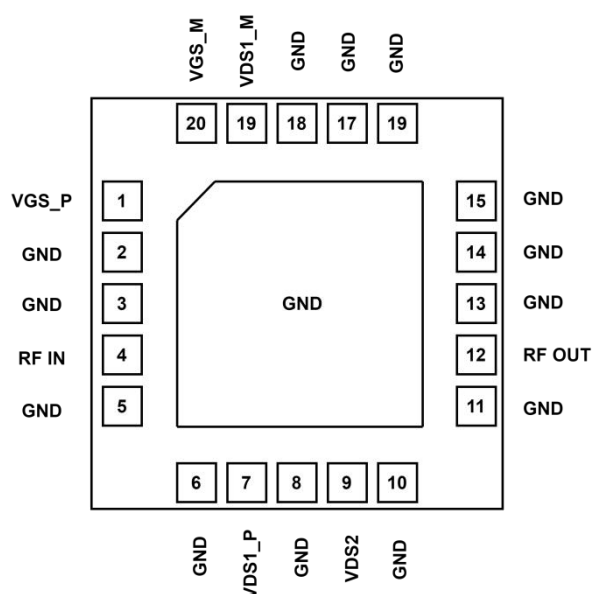 VGS_M VDS1_M GND GND GND
20 19 18 17 19
VGS_P 1 15 GND
GND 2 14 GND
GND 3 GND 13 GND
RF IN 4 12 RF OUT
GND 5 11 GND
6 7 8 9 10
GND VDS1_P GND VDS2 GND